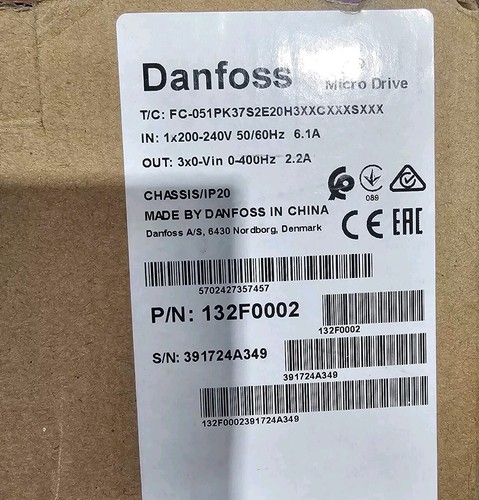 Danfoss
Micro Drive
T/C: FC-051PK37S2E20H3XXCXXXSXXX
IN: 1x200-240V 50/60Hz 6.1A
OUT: 3x0-Vin 0-400Hz 2.2A
CHASSIS/IP20
MADE BY DANFOSS IN CHINA
Danfoss A/S, 6430 Nordborg, Denmark
089
CE EAC
5702427357457
P/N: 132F0002
132F0002
S/N: 391724A349
391724A349
132F0002391724A349